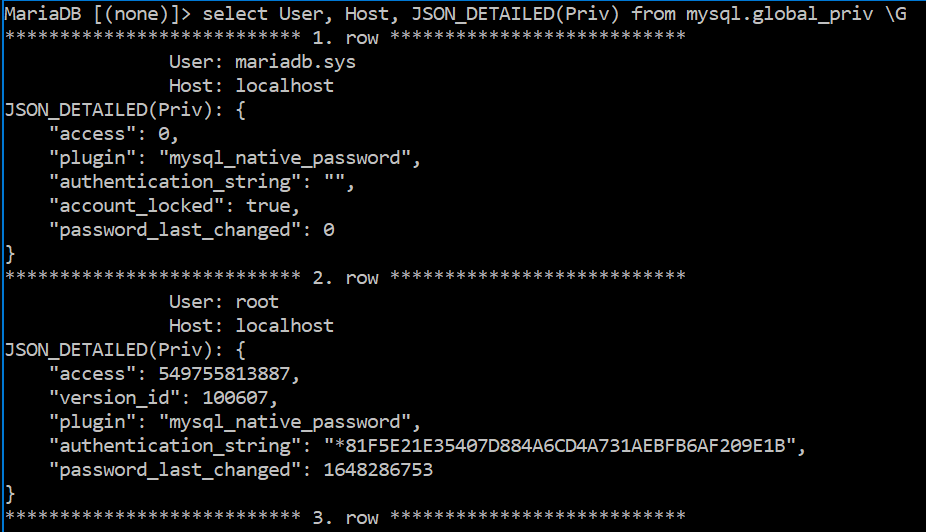 MariaDB [(none)]> select User, Host, JSON_DETAILED(Priv) from mysql.global_priv \G
*************************** 1. row ***************************
User: mariadb.sys
Host: localhost
JSON_DETAILED(Priv): {
"access": 0,
"plugin": "mysql_native_password",
"authentication_string": "",
"account_locked": true,
"password_last_changed": 0
}
*************************** 2. row ***************************
User: root
Host: localhost
JSON_DETAILED(Priv): {
"access": 549755813887,
"version_id": 100607,
"plugin": "mysql_native_password",
"authentication_string": "*81F5E21E35407D884A6CD4A731AEBFB6AF209E1B",
"password_last_changed": 1648286753
}
*************************** 3. row ***************************